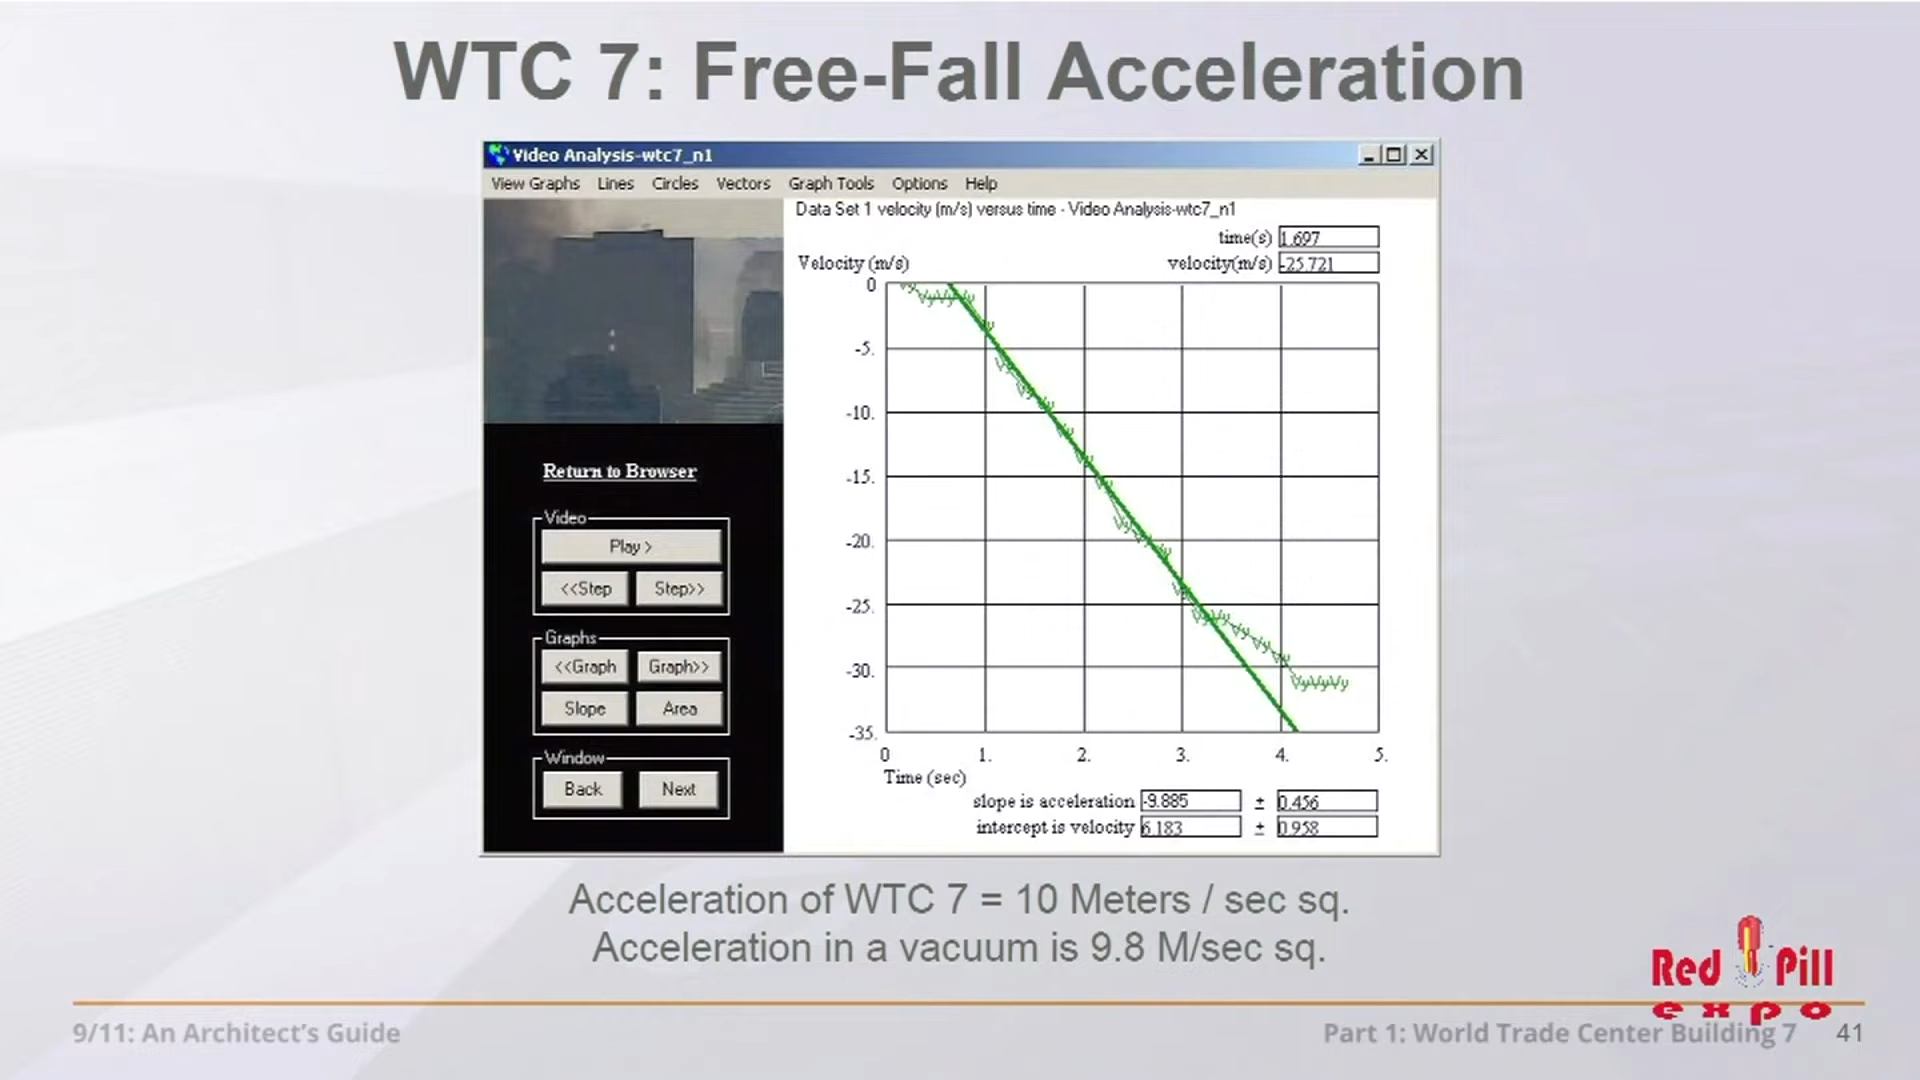 WTC 7: Free-Fall Acceleration
Video Analysis-wtc7_n1
View Graphs Lines Circles Vectors Graph Tools Options Help
Data Set 1 velocity (m/s) versus time - Video Analysis-wtc7_n1
time(s) 1.697
Velocity (m/s)
velocity(m/s) -25.721
0
-5.
-10.
-15.
-20.
-25.
-30.
-35.
0 1. 2. 3. 4. 5.
Time (sec)
slope is acceleration -9.885 ± 0.456
intercept is velocity 6.183 ± 0.958
Return to Browser
Video
Play >
<<Step Step>>
Graphs
<<Graph Graph>>
Slope Area
Window
Back Next
Acceleration of WTC 7 = 10 Meters / sec sq.
Acceleration in a vacuum is 9.8 M/sec sq.
Red Pill
expo
9/11: An Architect's Guide
Part 1: World Trade Center Building 7 41